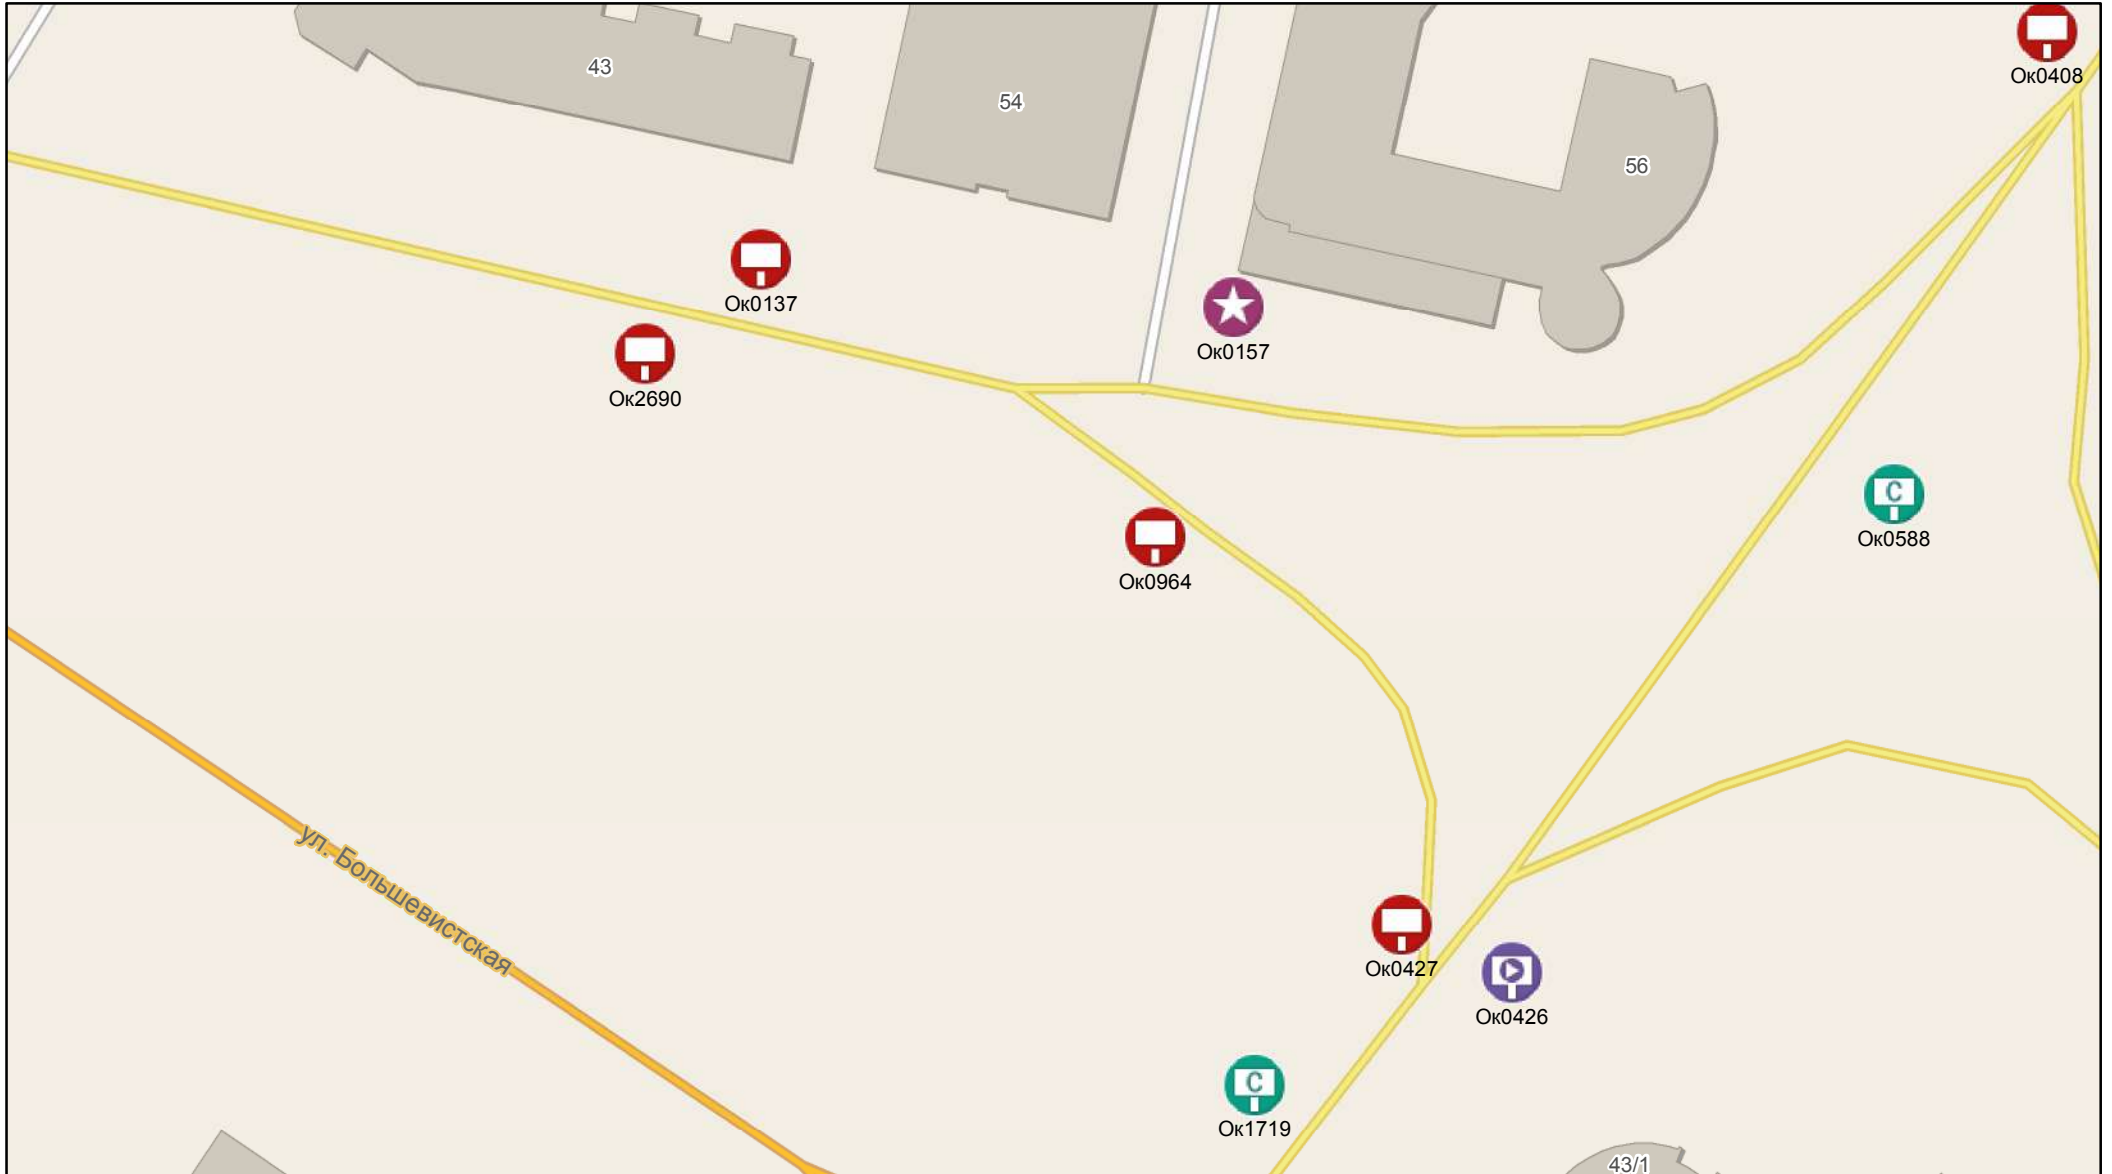 Ок0408
43
54
56
Ок0137
Ок0157
Ок2690
Ок0588
Ок0964
ул. Большевистская
Ок0427
Ок0426
С
Ок1719
С
43/1